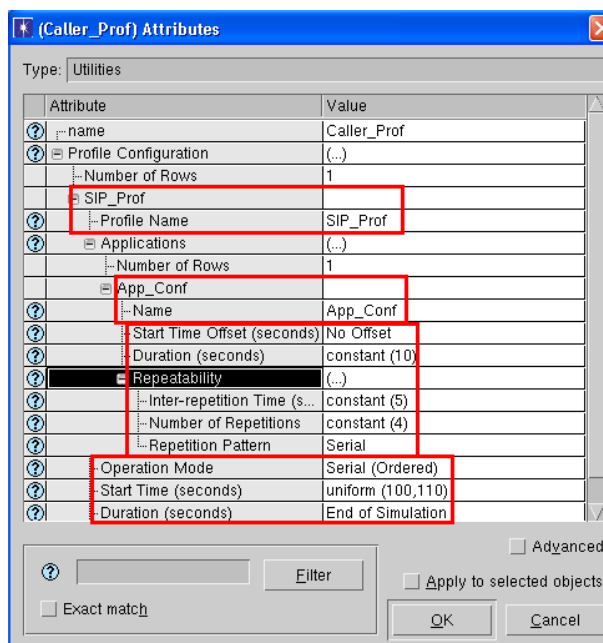 (Caller_Prof) Attributes
Type: Utilities
Attribute Value
name Caller_Prof
Profile Configuration (...)
Number of Rows 1
SIP_Prof
Profile Name SIP_Prof
Applications (...)
Number of Rows 1
App_Conf
Name App_Conf
Start Time Offset (seconds) No Offset
Duration (seconds) constant (10)
Repeatability (...)
Inter-repetition Time (s... constant (5)
Number of Repetitions constant (4)
Repetition Pattern Serial
Operation Mode Serial (Ordered)
Start Time (seconds) uniform (100,110)
Duration (seconds) End of Simulation
Advanced
Filter
Apply to selected objects
Exact match
OK Cancel